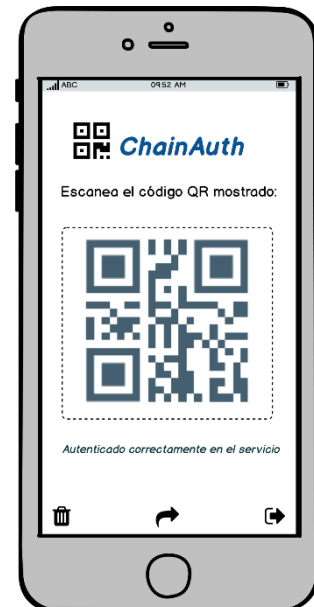 ABC 09:52 AM
ChainAuth
Escanea el código QR mostrado:
Autenticado correctamente en el servicio